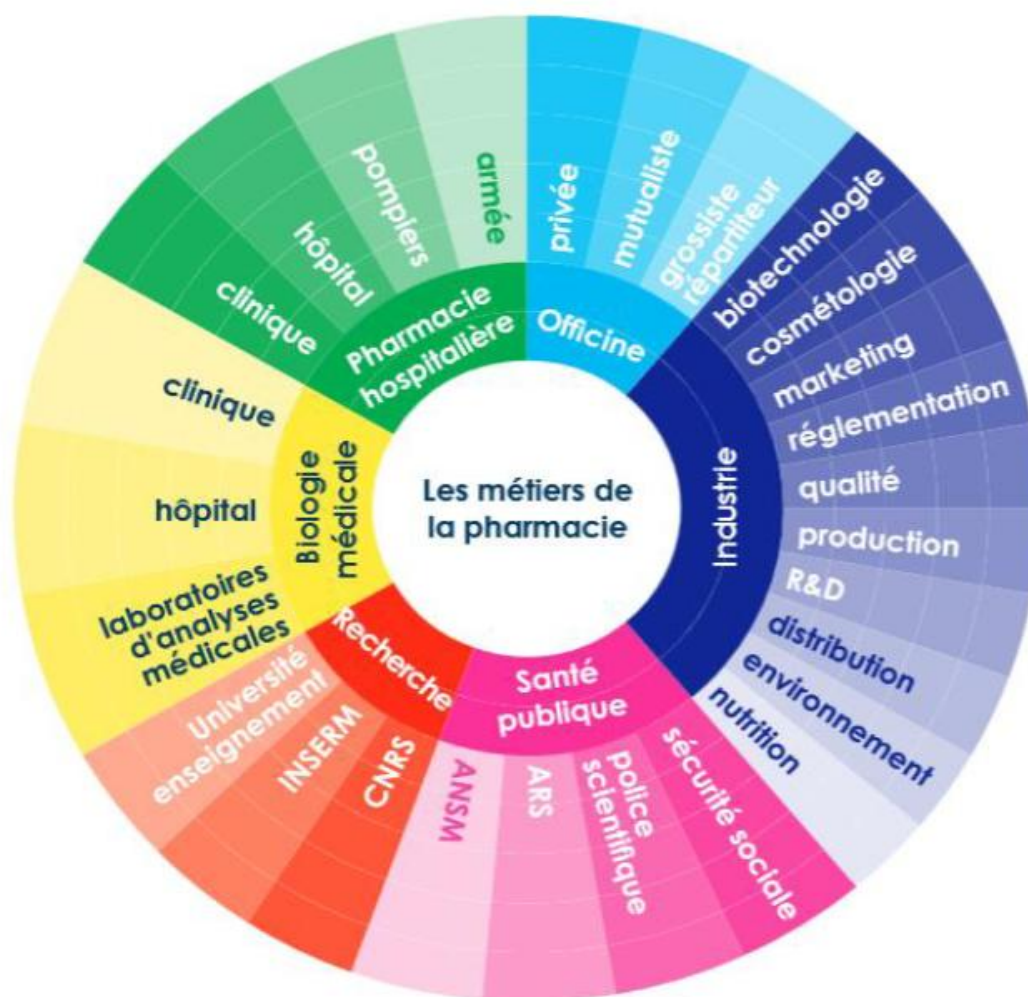 Les métiers de
la pharmacie
Officine
privée
mutualiste
grossiste
répartiteur
Industrie
biotechnologie
cosmétologie
marketing
réglementation
qualité
production
R&D
distribution
environnement
nutrition
Santé
publique
sécurité sociale
police
scientifique
ARS
ANSM
Recherche
CNRS
INSERM
Université
enseignement
Biologie
médicale
laboratoires
d'analyses
médicales
hôpital
clinique
Pharmacie
hospitalière
clinique
hôpital
pompiers
armée